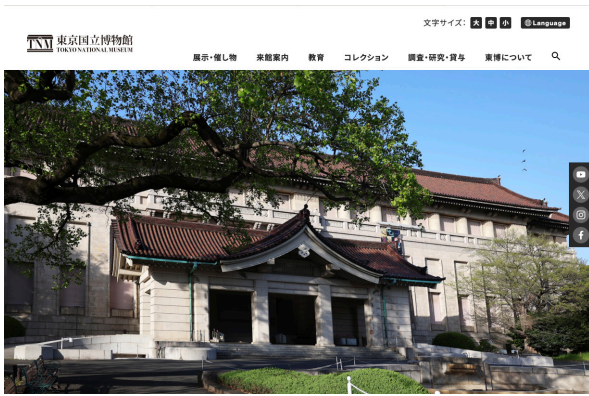 文字サイズ： 大 中 小 Language
TNM 東京国立博物館
TOKYO NATIONAL MUSEUM
展示・催し物 来館案内 教育 コレクション 調査・研究・貸与 東博について